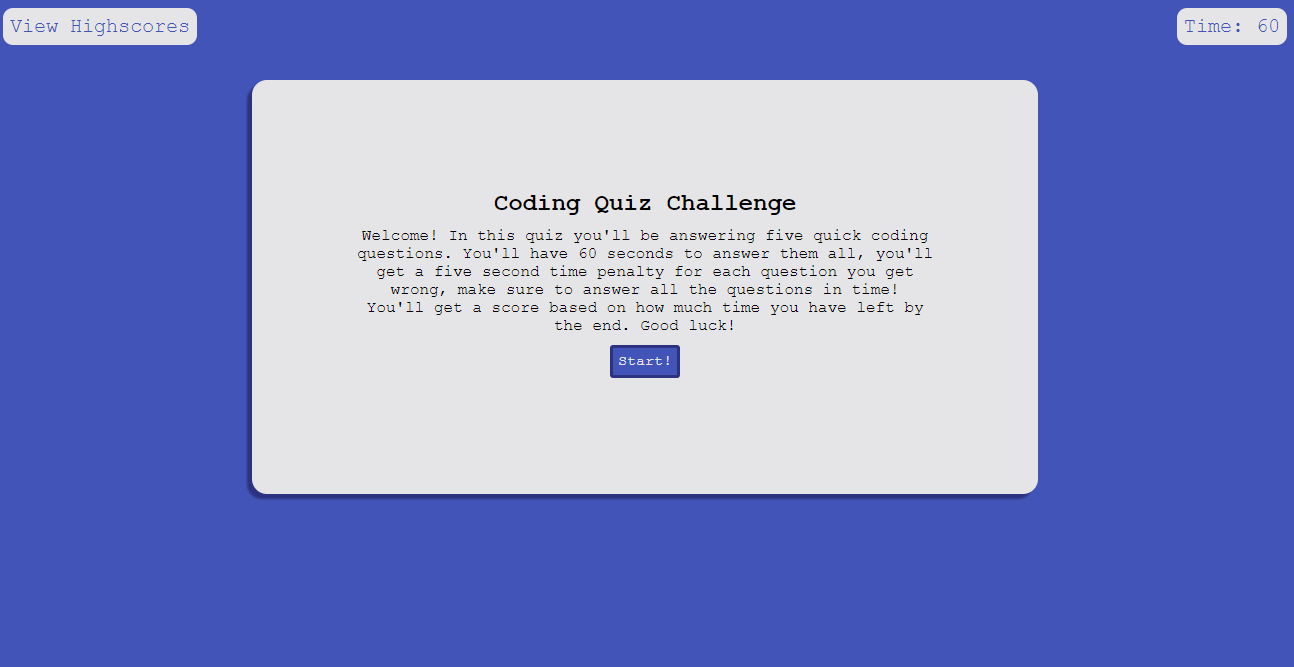 View Highscores
Time: 60
Coding Quiz Challenge
Welcome! In this quiz you'll be answering five quick coding
questions. You'll have 60 seconds to answer them all, you'll
get a five second time penalty for each question you get
wrong, make sure to answer all the questions in time!
You'll get a score based on how much time you have left by
the end. Good luck!
Start!